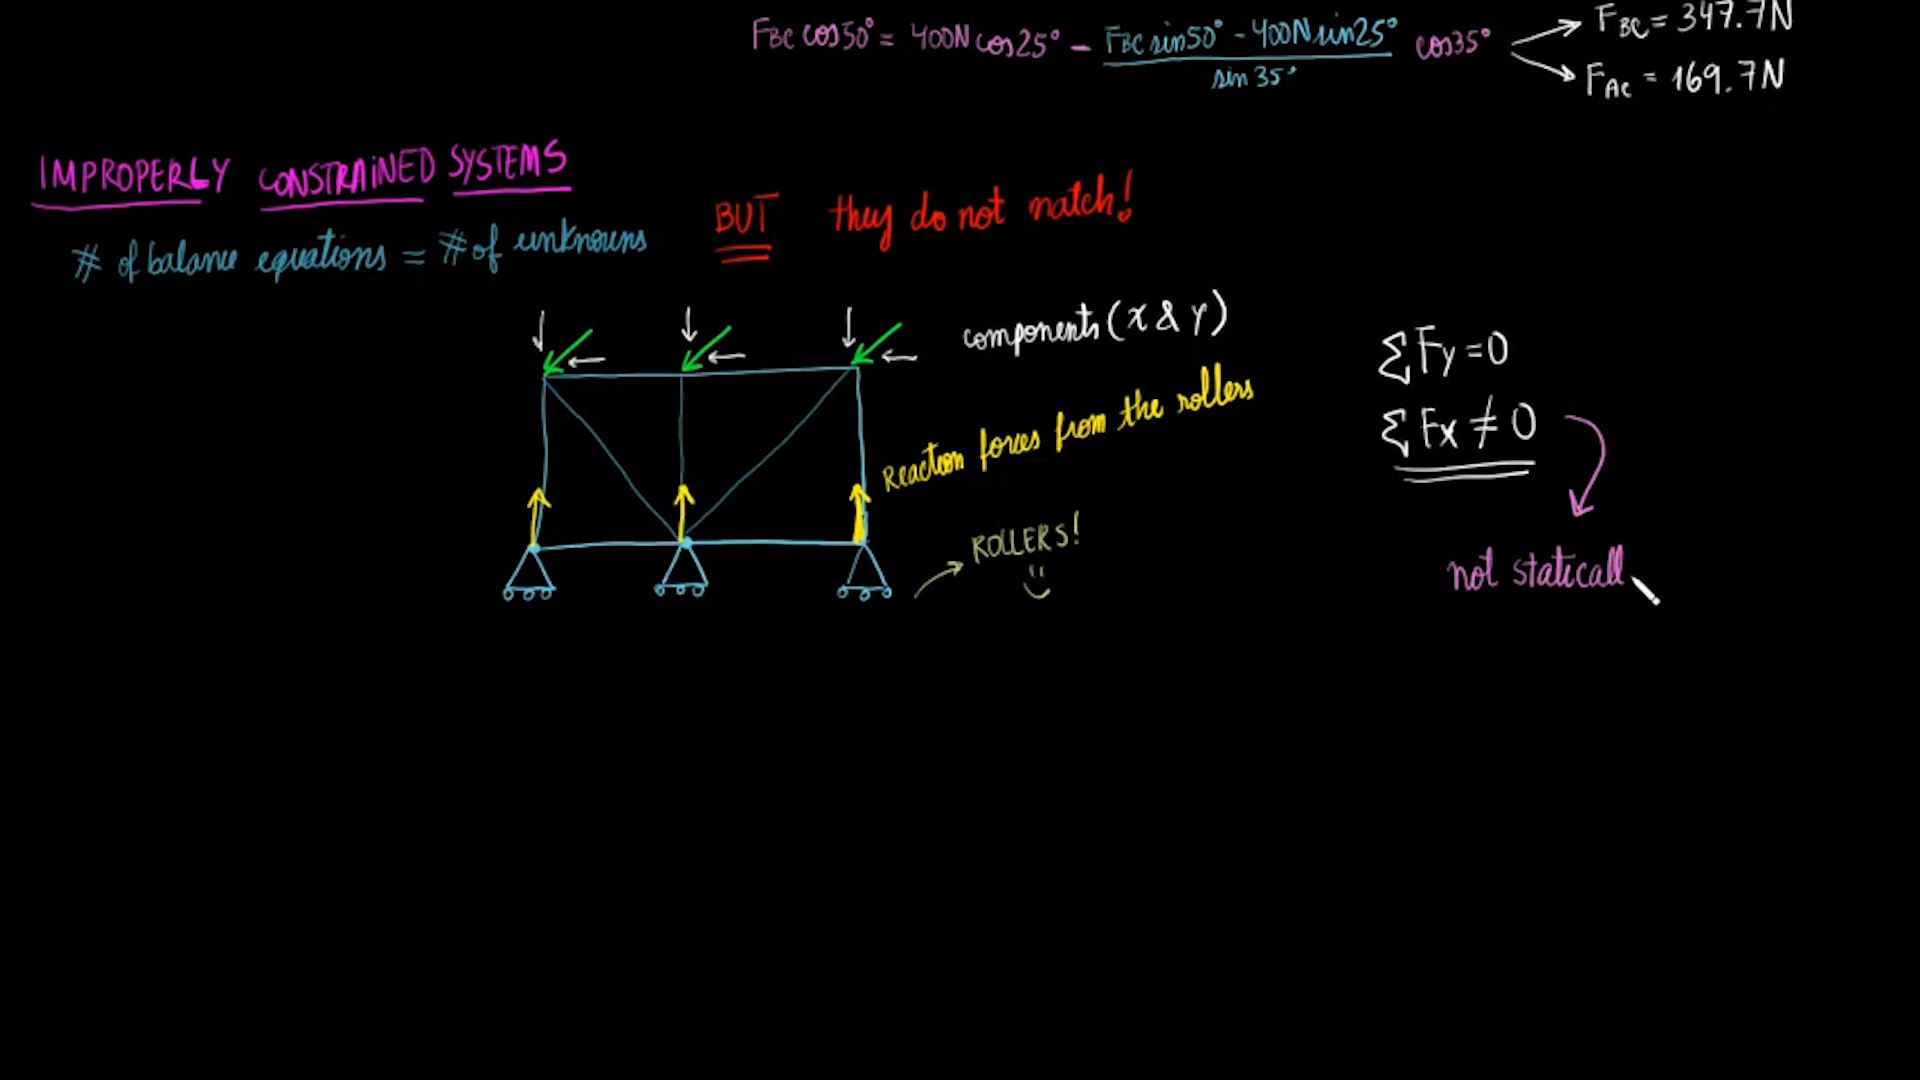 FBC cos50° = 400N cos25° - FBC sin50° - 400N sin25° / sin 35° cos35°
FBC = 347.7N
FAC = 169.7N
IMPROPERLY CONSTRAINED SYSTEMS
# of balance equations = # of unknowns BUT they do not match!
components (x & y)
Reaction forces from the rollers
ROLLERS!
ΣFy = 0
ΣFx ≠ 0
not staticall